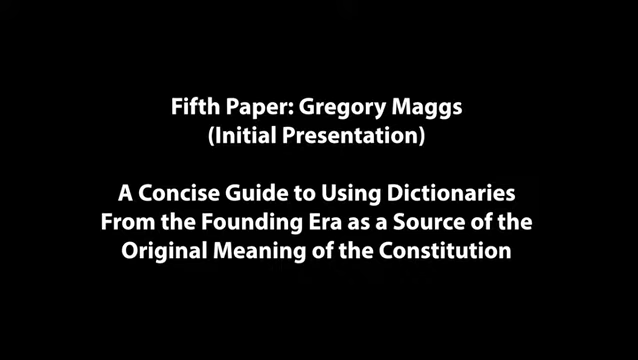 Fifth Paper: Gregory Maggs
(Initial Presentation)
A Concise Guide to Using Dictionaries
From the Founding Era as a Source of the
Original Meaning of the Constitution